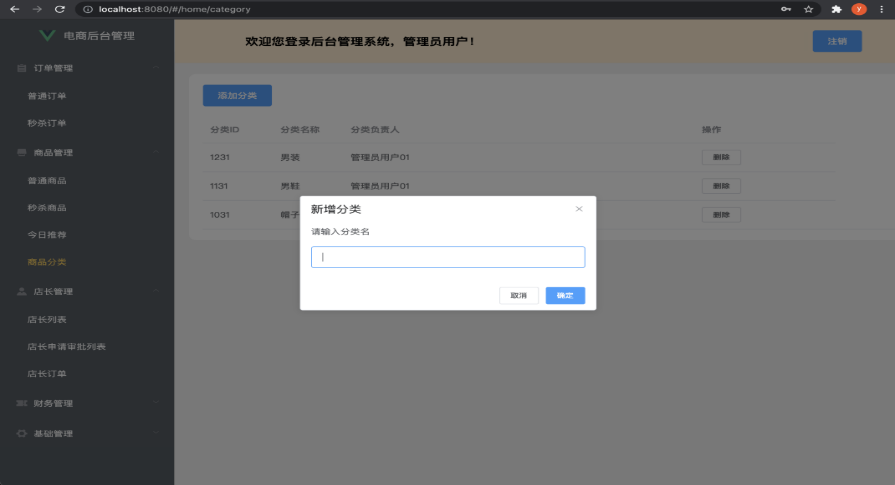 localhost:8080/#/home/category
y
电商后台管理
欢迎您登录后台管理系统，管理员用户！
注销
订单管理
普通订单
秒杀订单
商品管理
普通商品
秒杀商品
今日推荐
商品分类
店长管理
店长列表
店长申请审批列表
店长订单
财务管理
基础管理
添加分类
分类ID 分类名称 分类负责人 操作
1231 男装 管理员用户01 删除
1131 男鞋 管理员用户01 删除
1031 帽子 删除
新增分类
请输入分类名
取消 确定